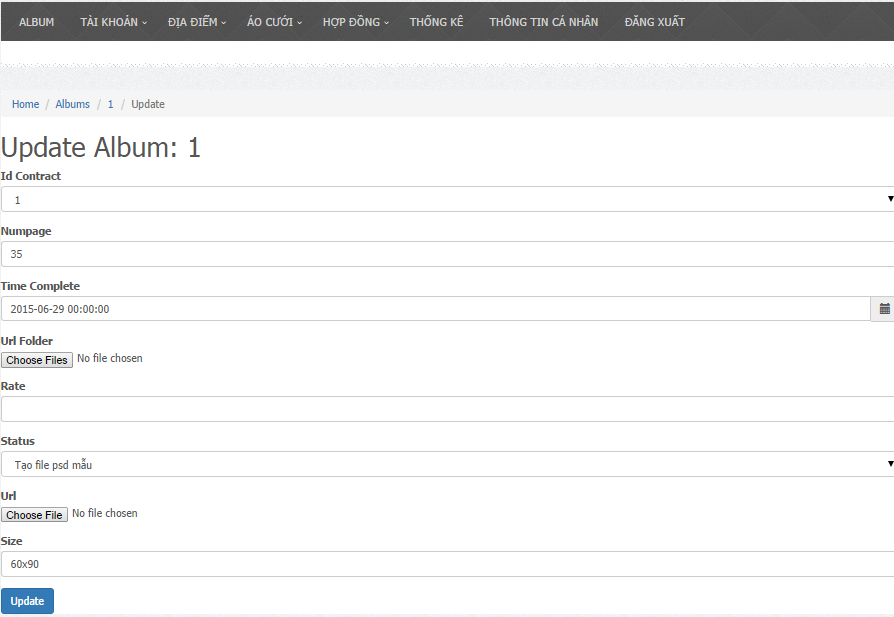 ALBUM TÀI KHOẢN ĐỊA ĐIỂM ÁO CƯỚI HỢP ĐỒNG THỐNG KÊ THÔNG TIN CÁ NHÂN ĐĂNG XUẤT
Home / Albums / 1 / Update
Update Album: 1
Id Contract
1
Numpage
35
Time Complete
2015-06-29 00:00:00
Url Folder
Choose Files No file chosen
Rate
Status
Tạo file psd mẫu
Url
Choose File No file chosen
Size
60x90
Update